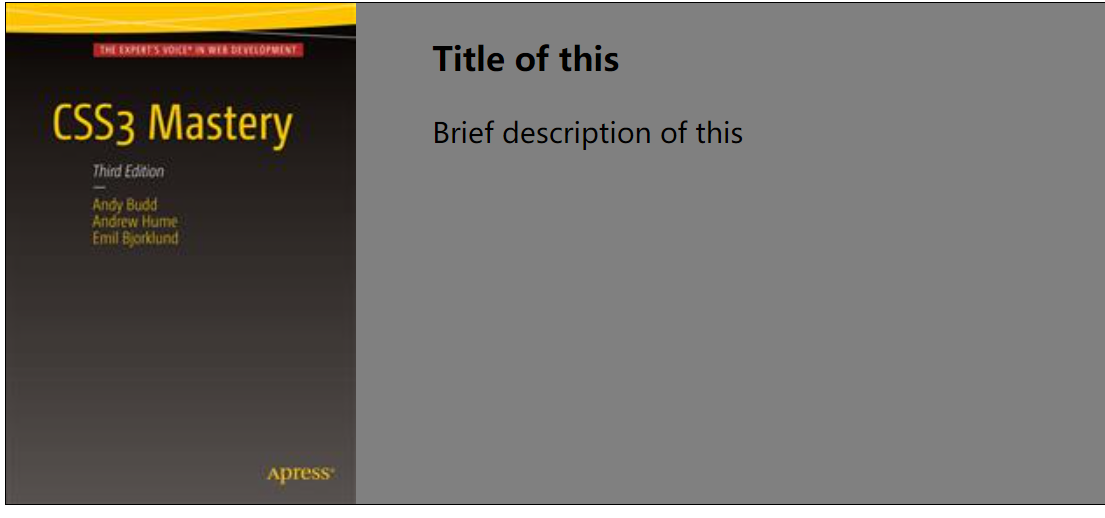 THE EXPERT'S VOICE® IN WEB DEVELOPMENT
CSS3 Mastery
Third Edition
Andy Budd
Andrew Hume
Emil Bjorklund
Apress®
Title of this
Brief description of this